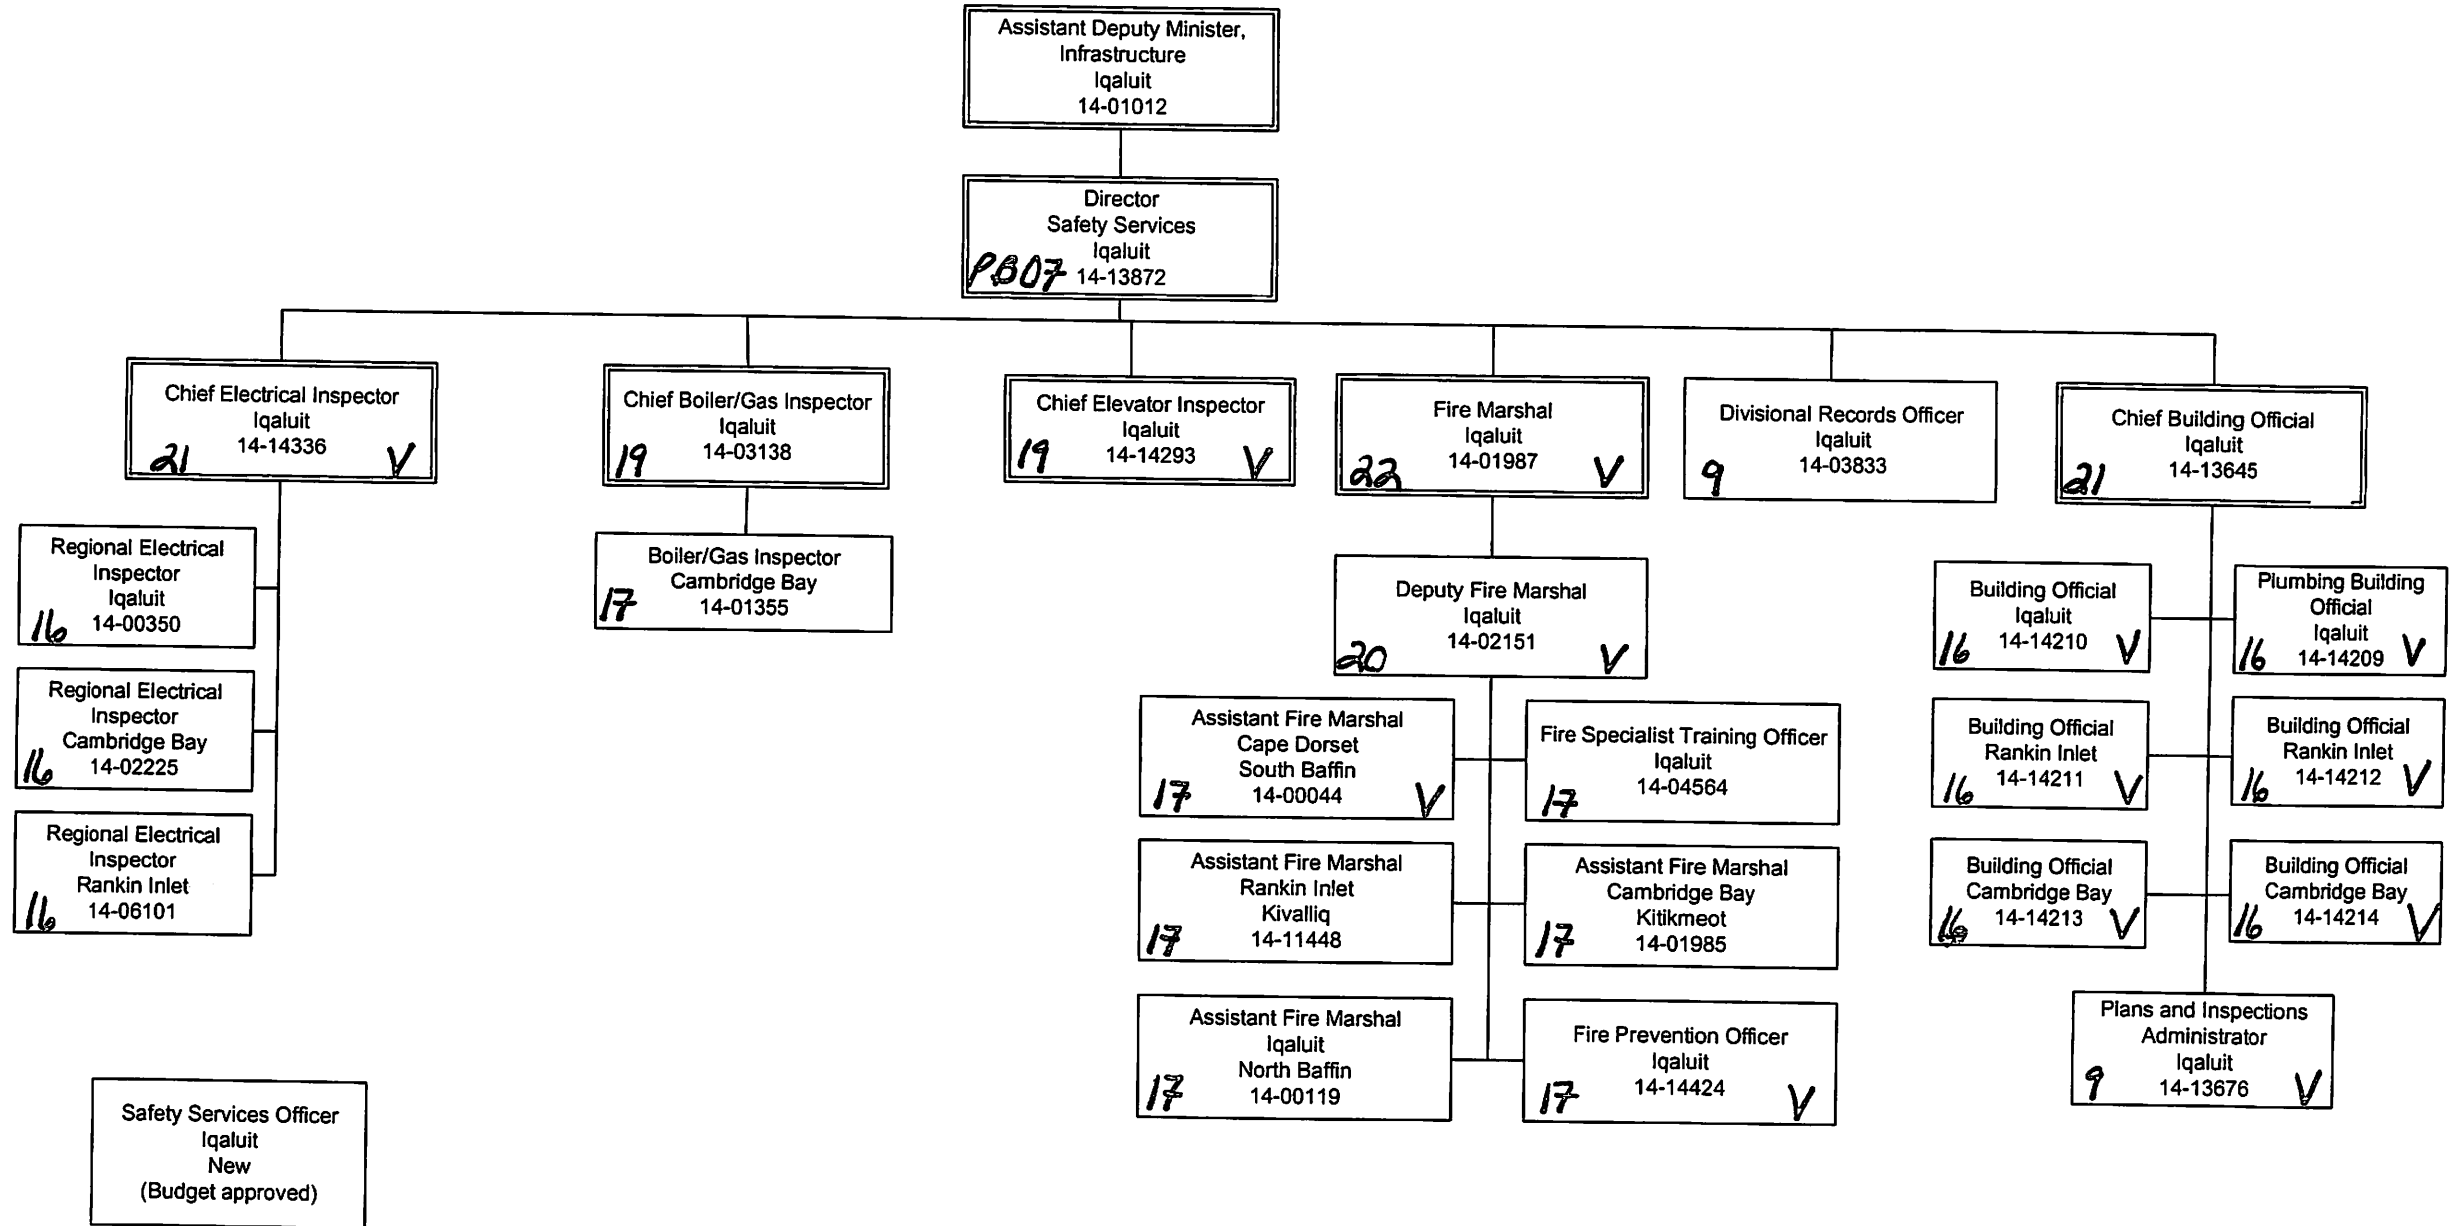 Assistant Deputy Minister,
Infrastructure
Iqaluit
14-01012
Director
Safety Services
Iqaluit
PB07 14-13872
Chief Electrical Inspector
Iqaluit
14-14336
21 V
Chief Boiler/Gas Inspector
Iqaluit
14-03138
19
Chief Elevator Inspector
Iqaluit
14-14293
19 V
Fire Marshal
Iqaluit
14-01987
22 V
Divisional Records Officer
Iqaluit
14-03833
9
Chief Building Official
Iqaluit
14-13645
21
Regional Electrical
Inspector
Iqaluit
16 14-00350
Regional Electrical
Inspector
Cambridge Bay
16 14-02225
Regional Electrical
Inspector
Rankin Inlet
16 14-06101
Boiler/Gas Inspector
Cambridge Bay
17 14-01355
Deputy Fire Marshal
Iqaluit
14-02151
20 V
Assistant Fire Marshal
Cape Dorset
South Baffin
17 14-00044 V
Fire Specialist Training Officer
Iqaluit
14-04564
17
Assistant Fire Marshal
Rankin Inlet
Kivalliq
17 14-11448
Assistant Fire Marshal
Cambridge Bay
Kitikmeot
17 14-01985
Assistant Fire Marshal
Iqaluit
North Baffin
17 14-00119
Fire Prevention Officer
Iqaluit
14-14424
17 V
Building Official
Iqaluit
16 14-14210 V
Plumbing Building
Official
Iqaluit
16 14-14209 V
Building Official
Rankin Inlet
16 14-14211 V
Building Official
Rankin Inlet
16 14-14212 V
Building Official
Cambridge Bay
16 14-14213 V
Building Official
Cambridge Bay
16 14-14214 V
Plans and Inspections
Administrator
Iqaluit
9 14-13676 V
Safety Services Officer
Iqaluit
New
(Budget approved)